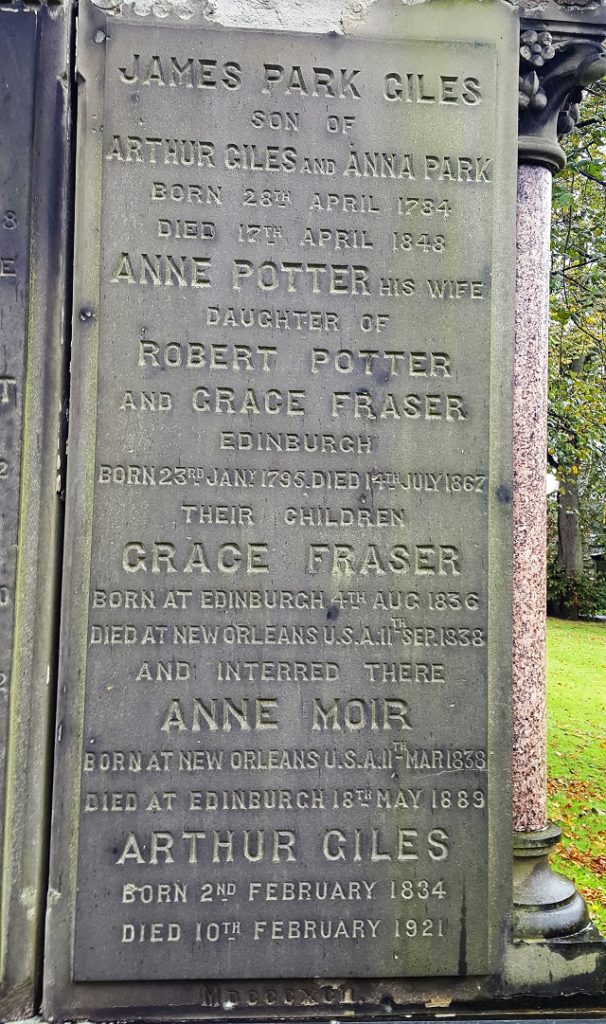 JAMES PARK GILES
SON OF
ARTHUR GILES AND ANNA PARK
BORN 28TH APRIL 1784
DIED 17TH APRIL 1848
ANNE POTTER HIS WIFE
DAUGHTER OF
ROBERT POTTER
AND GRACE FRASER
EDINBURGH
BORN 23RD JANY 1795. DIED 14TH JULY 1867
THEIR CHILDREN
GRACE FRASER
BORN AT EDINBURGH 4TH AUG 1836
DIED AT NEW ORLEANS U.S.A. 11TH SEP. 1838
AND INTERRED THERE
ANNE MOIR
BORN AT NEW ORLEANS U.S.A. 11TH MAR 1838
DIED AT EDINBURGH 18TH MAY 1889
ARTHUR GILES
BORN 2ND FEBRUARY 1834
DIED 10TH FEBRUARY 1921